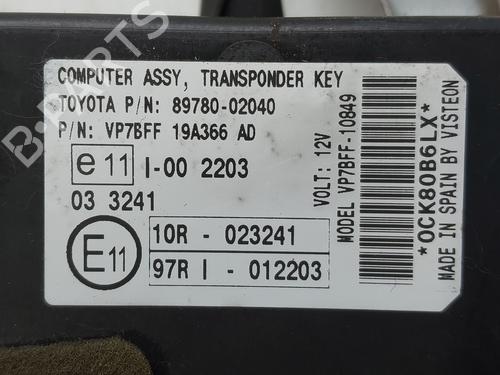 B-Parts
COMPUTER ASSY, TRANSPONDER KEY
TOYOTA P/N: 89780-02040
P/N: VP7BFF 19A366 AD
e 11 I-00 2203
03 3241
E11
10R - 023241
97R I - 012203
VOLT: 12V
MODEL VP7BFF-10849
*0CK80B6LX*
MADE IN SPAIN BY VISTEON